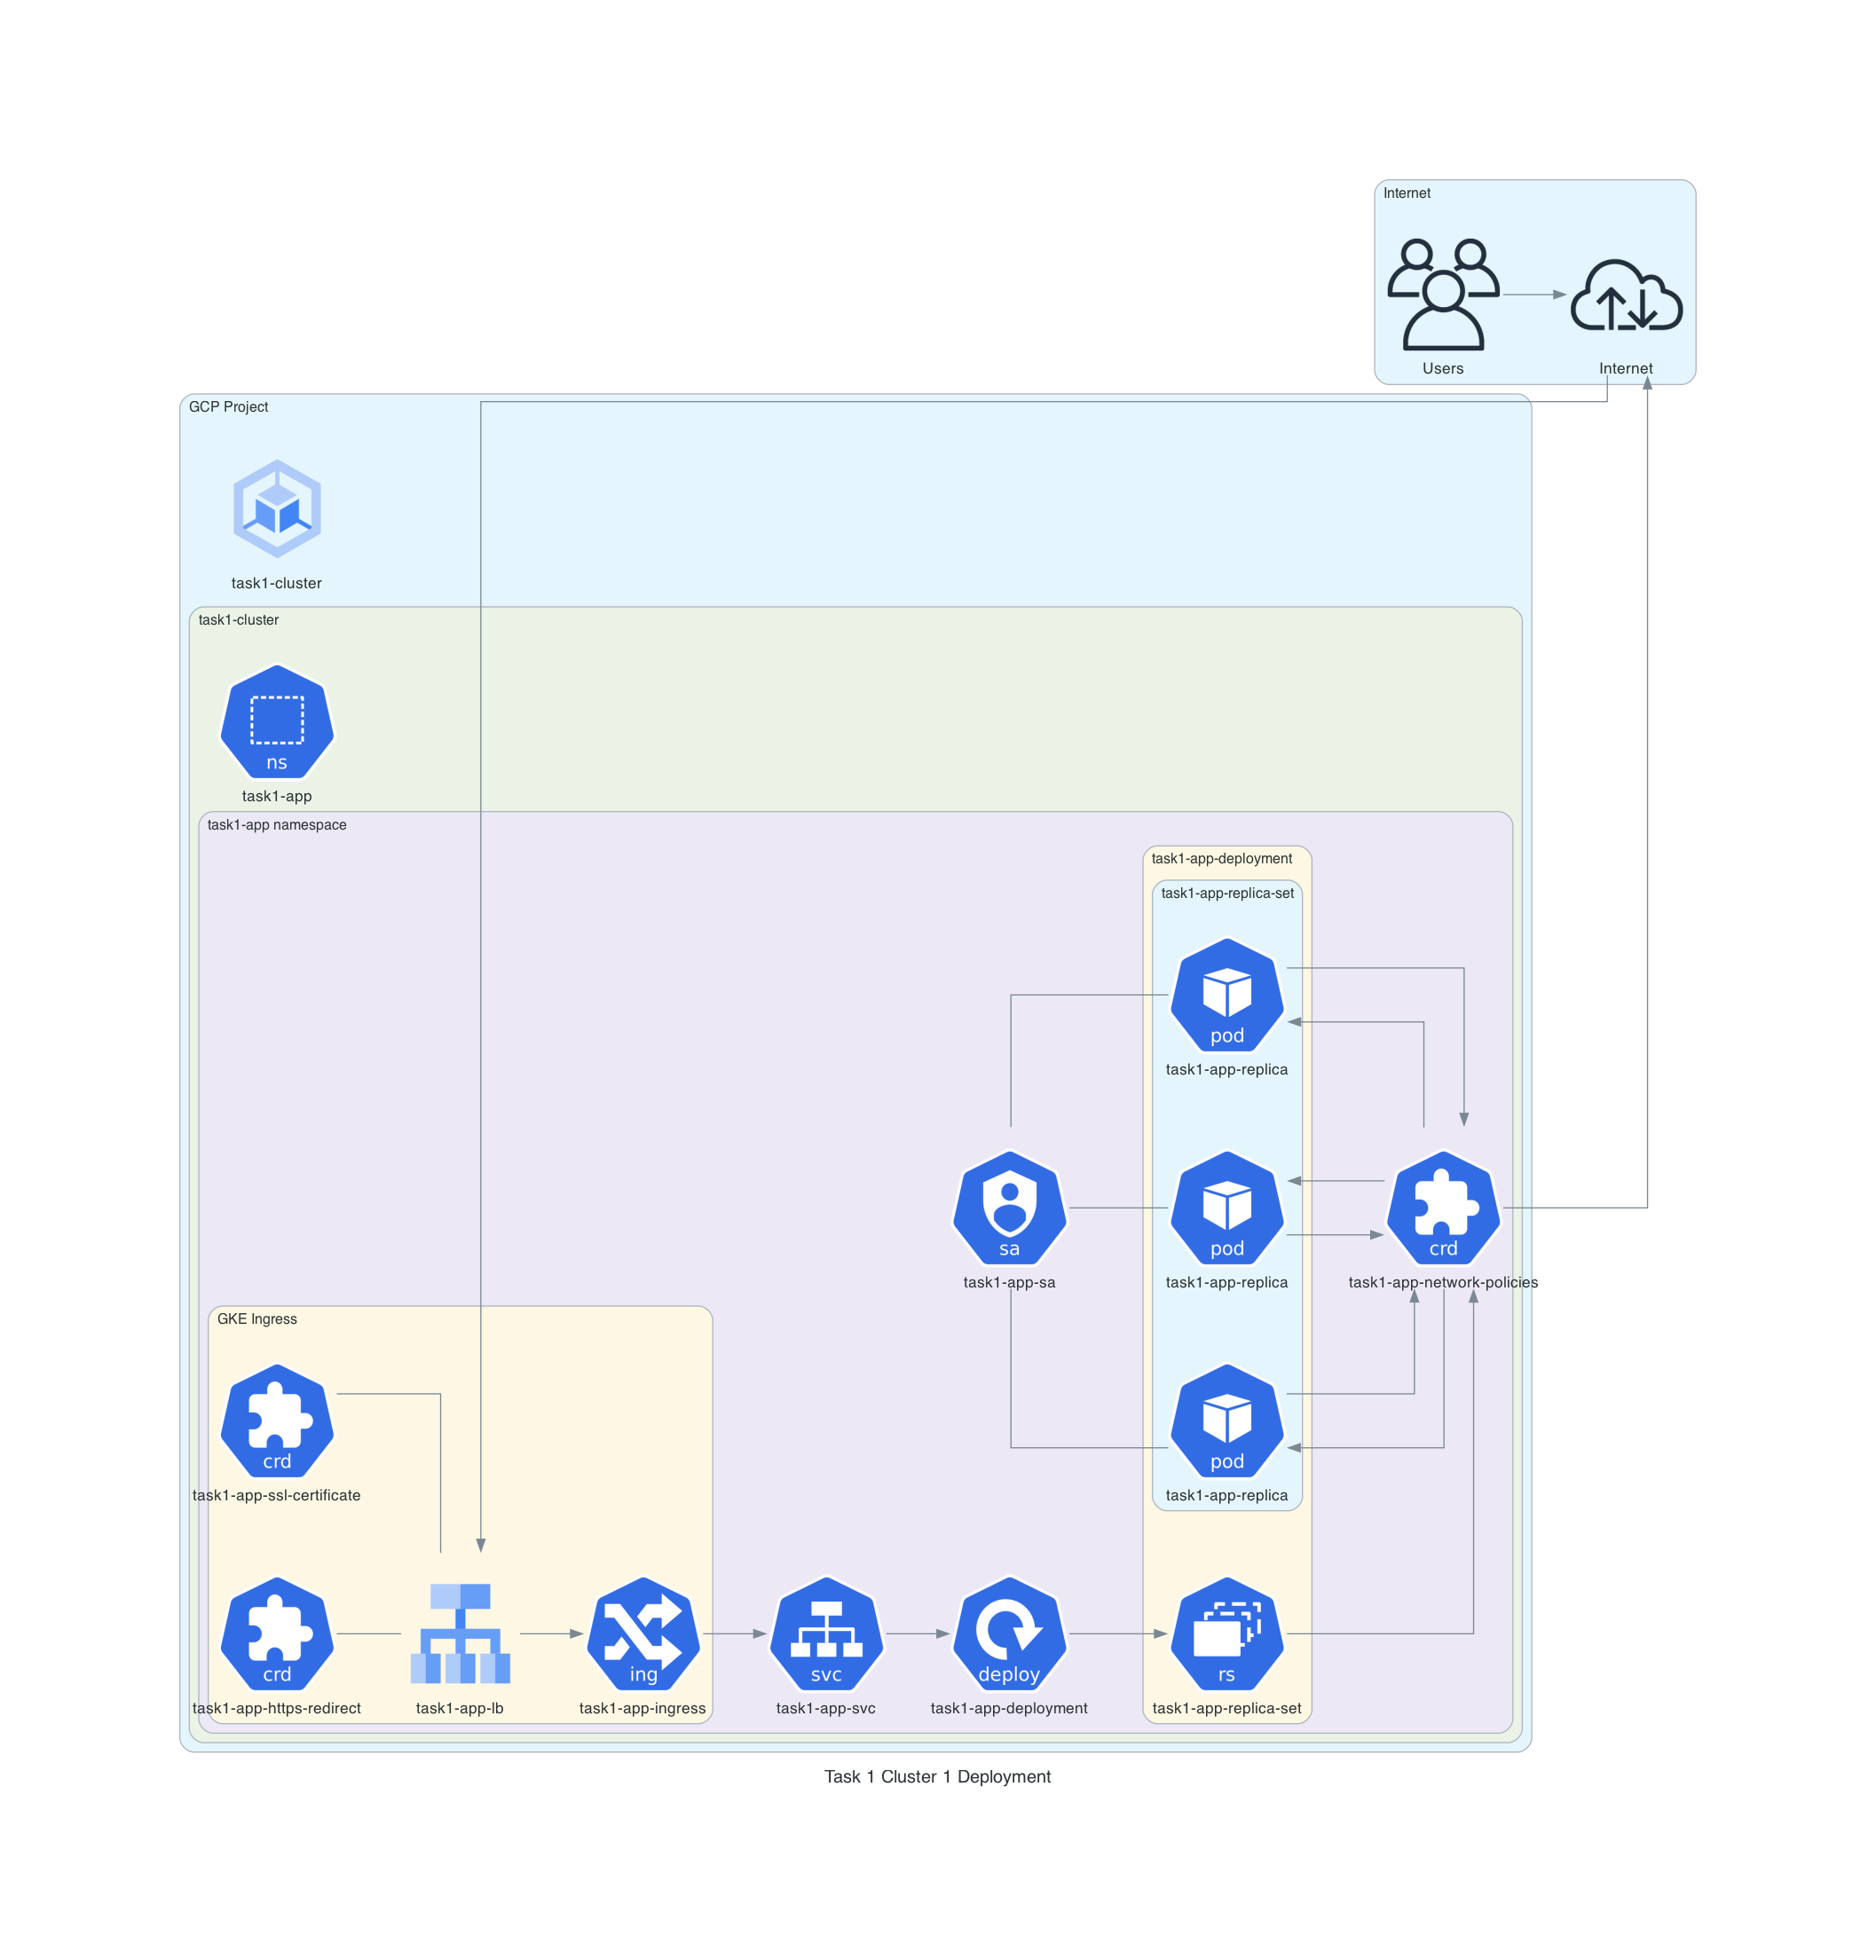 Internet
Users
Internet
GCP Project
task1-cluster
task1-cluster
ns
task1-app
task1-app namespace
task1-app-deployment
task1-app-replica-set
pod
task1-app-replica
sa
task1-app-sa
pod
task1-app-replica
crd
task1-app-network-policies
GKE Ingress
crd
task1-app-ssl-certificate
pod
task1-app-replica
crd
task1-app-https-redirect
task1-app-lb
ing
task1-app-ingress
svc
task1-app-svc
deploy
task1-app-deployment
rs
task1-app-replica-set
Task 1 Cluster 1 Deployment